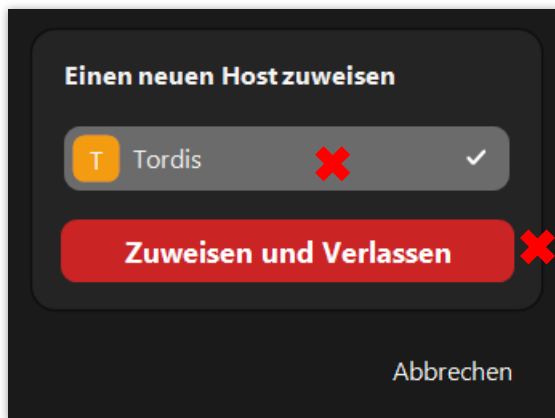 Einen neuen Host zuweisen
T Tordis
Zuweisen und Verlassen
Abbrechen